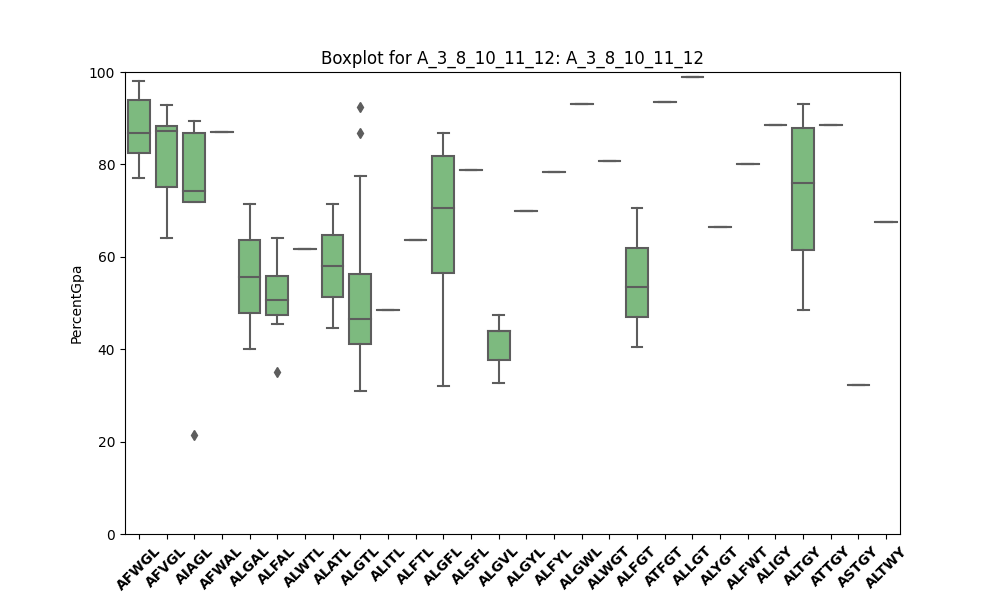 Boxplot for A_3_8_10_11_12: A_3_8_10_11_12
PercentGpa
100
80
60
40
20
0
AFWGL
AFVGL
AIAGL
AFWAL
ALGAL
ALFAL
ALWTL
ALATL
ALGTL
ALITL
ALFTL
ALGFL
ALSFL
ALGVL
ALGYL
ALFYL
ALGWL
ALWGT
ALFGT
ATFGT
ALLGT
ALYGT
ALFWT
ALIGY
ALTGY
ATTGY
ASTGY
ALTWY